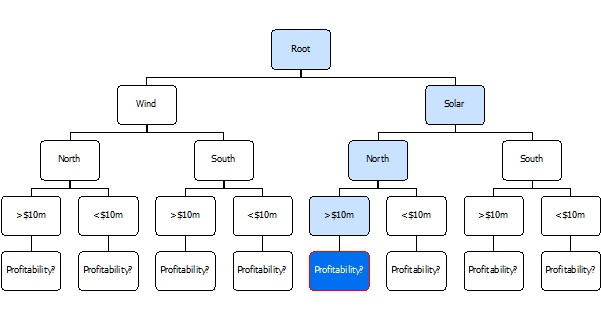 Root
Wind Solar
North South North South
>$10m <$10m >$10m <$10m >$10m <$10m >$10m <$10m
Profitability? Profitability? Profitability? Profitability? Profitability? Profitability? Profitability? Profitability?